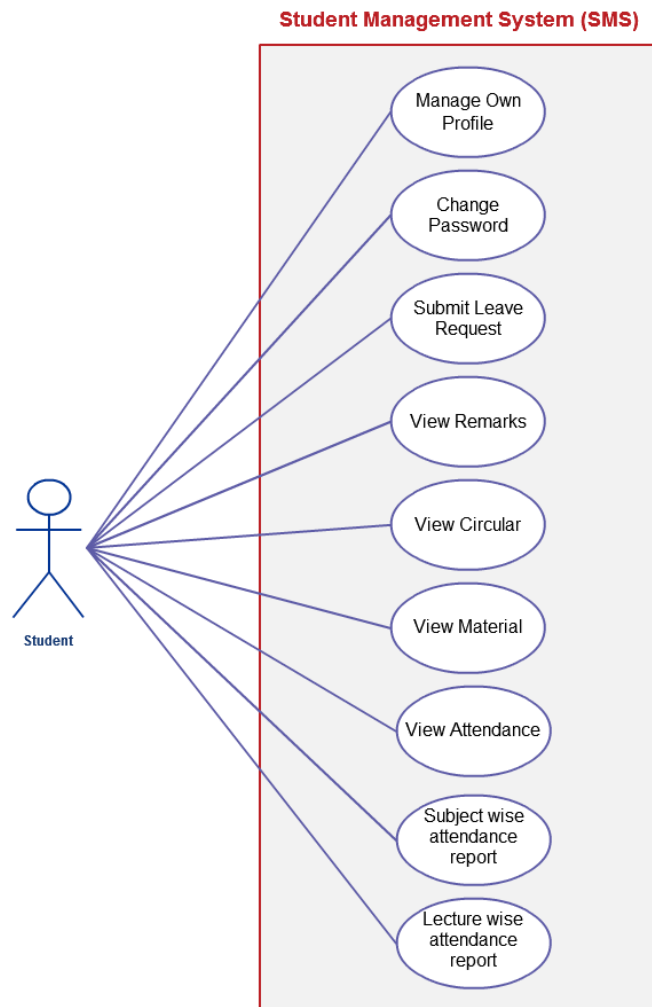 Student Management System (SMS)
Manage Own
Profile
Change
Password
Submit Leave
Request
View Remarks
View Circular
View Material
View Attendance
Subject wise
attendance
report
Lecture wise
attendance
report
Student